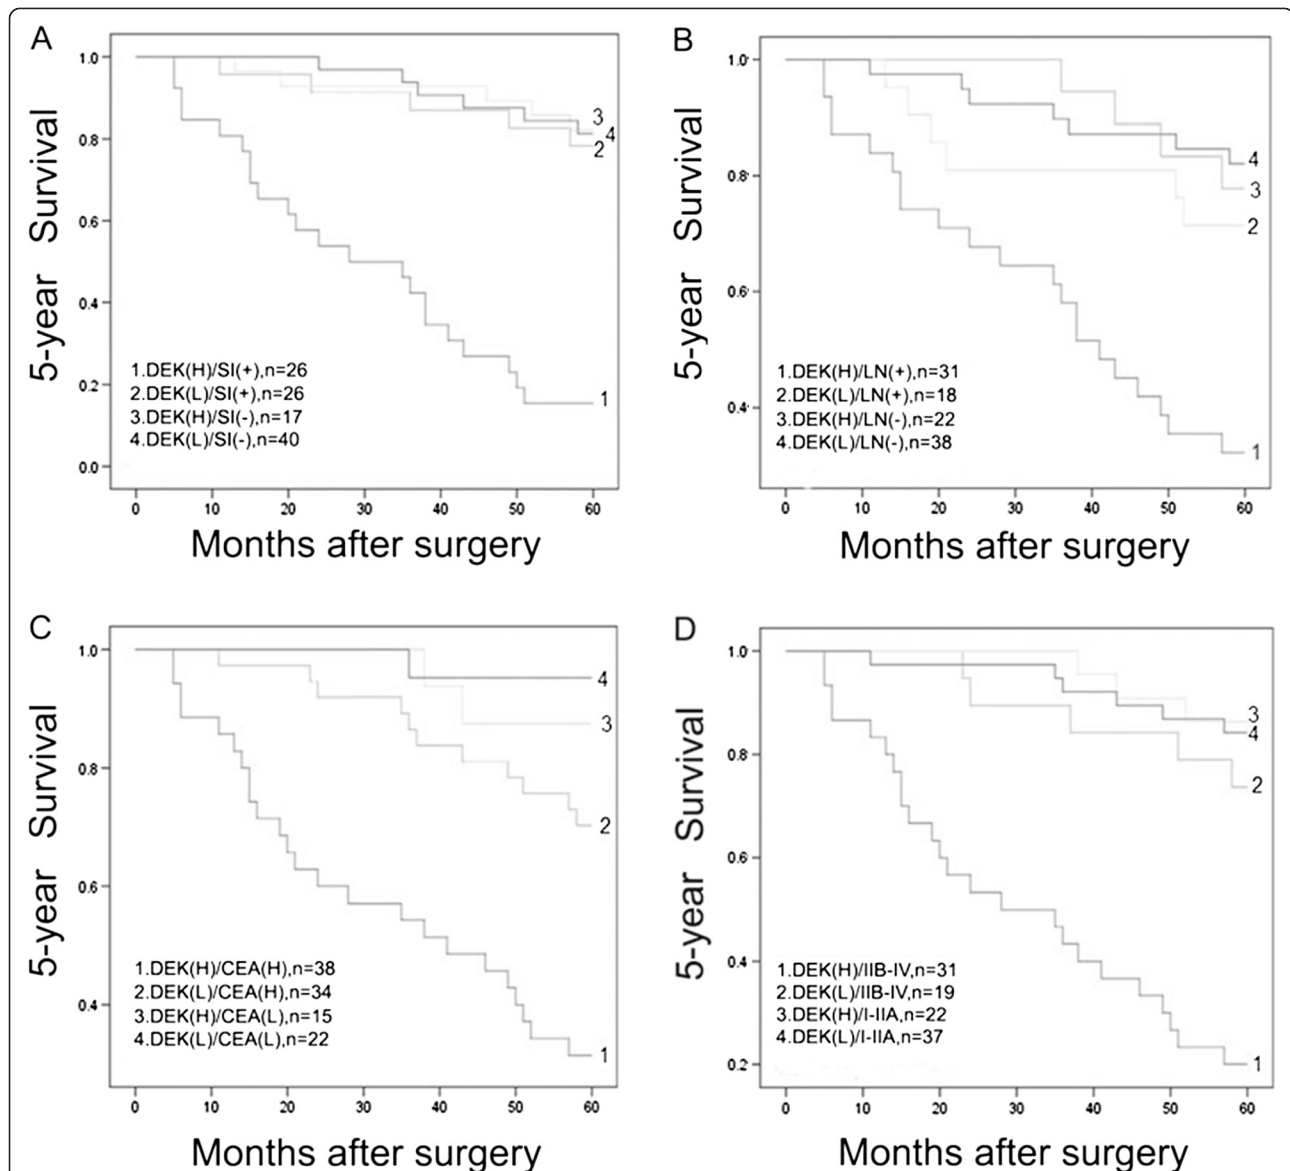 A
5-year Survival
1.0
0.8
0.6
0.4
0.2
0.0
3
4
2
1
1.DEK(H)/SI(+),n=26
2.DEK(L)/SI(+),n=26
3.DEK(H)/SI(-),n=17
4.DEK(L)/SI(-),n=40
0 10 20 30 40 50 60
Months after surgery
B
5-year Survival
1.0
0.8
0.6
0.4
4
3
2
1
1.DEK(H)/LN(+),n=31
2.DEK(L)/LN(+),n=18
3.DEK(H)/LN(-),n=22
4.DEK(L)/LN(-),n=38
0 10 20 30 40 50 60
Months after surgery
C
5-year Survival
1.0
0.8
0.6
0.4
4
3
2
1
1.DEK(H)/CEA(H),n=38
2.DEK(L)/CEA(H),n=34
3.DEK(H)/CEA(L),n=15
4.DEK(L)/CEA(L),n=22
0 10 20 30 40 50 60
Months after surgery
D
5-year Survival
1.0
0.8
0.6
0.4
0.2
3
4
2
1
1.DEK(H)/IIB-IV,n=31
2.DEK(L)/IIB-IV,n=19
3.DEK(H)/I-IIA,n=22
4.DEK(L)/I-IIA,n=37
0 10 20 30 40 50 60
Months after surgery